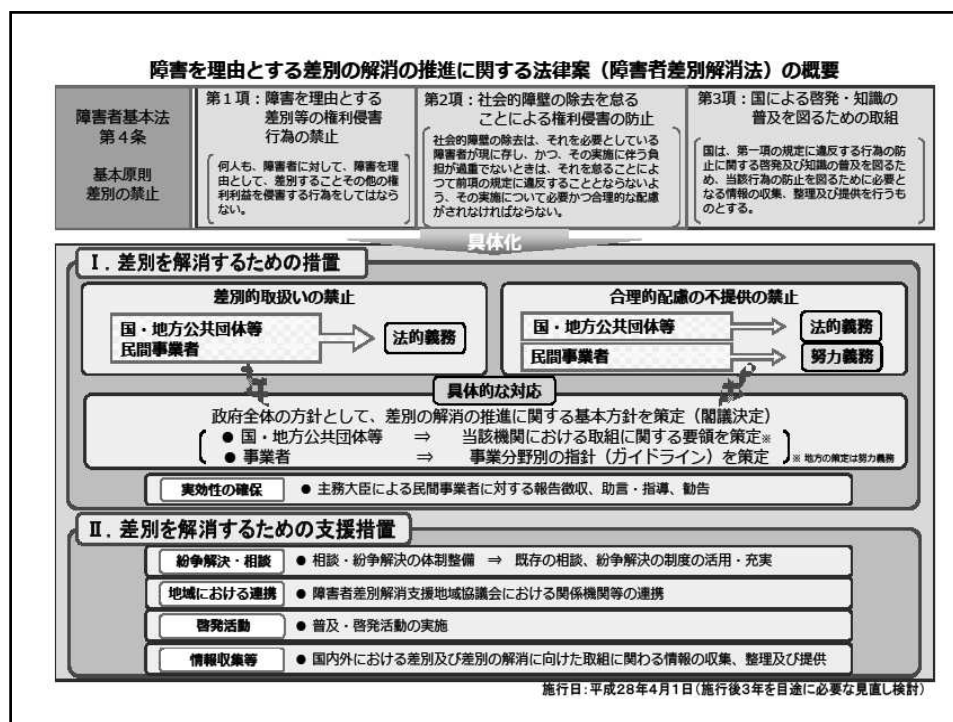 障害を理由とする差別の解消の推進に関する法律案（障害者差別解消法）の概要
障害者基本法
第４条
基本原則
差別の禁止
第１項：障害を理由とする
差別等の権利侵害
行為の禁止
何人も、障害者に対して、障害を理
由として、差別することその他の権
利利益を侵害する行為をしてはなら
ない。
第２項：社会的障壁の除去を怠る
ことによる権利侵害の防止
社会的障壁の除去は、それを必要としている
障害者が現に存し、かつ、その実施に伴う負
担が過重でないときは、それを怠ることによ
つて前項の規定に違反することとならないよ
う、その実施について必要かつ合理的な配慮
がされなければならない。
第３項：国による啓発・知識の
普及を図るための取組
国は、第一項の規定に違反する行為の防
止に関する啓発及び知識の普及を図るた
め、当該行為の防止を図るために必要と
なる情報の収集、整理及び提供を行うも
のとする。
具体化
Ⅰ．差別を解消するための措置
差別的取扱いの禁止
国・地方公共団体等
民間事業者
法的義務
合理的配慮の不提供の禁止
国・地方公共団体等
法的義務
民間事業者
努力義務
具体的な対応
政府全体の方針として、差別の解消の推進に関する基本方針を策定（閣議決定）
● 国・地方公共団体等 ⇒ 当該機関における取組に関する要領を策定※
● 事業者 ⇒ 事業分野別の指針（ガイドライン）を策定
※ 地方の策定は努力義務
実効性の確保
● 主務大臣による民間事業者に対する報告徴収、助言・指導、勧告
Ⅱ．差別を解消するための支援措置
紛争解決・相談
● 相談・紛争解決の体制整備 ⇒ 既存の相談、紛争解決の制度の活用・充実
地域における連携
● 障害者差別解消支援地域協議会における関係機関等の連携
啓発活動
● 普及・啓発活動の実施
情報収集等
● 国内外における差別及び差別の解消に向けた取組に関わる情報の収集、整理及び提供
施行日：平成28年4月1日（施行後3年を目途に必要な見直し検討）